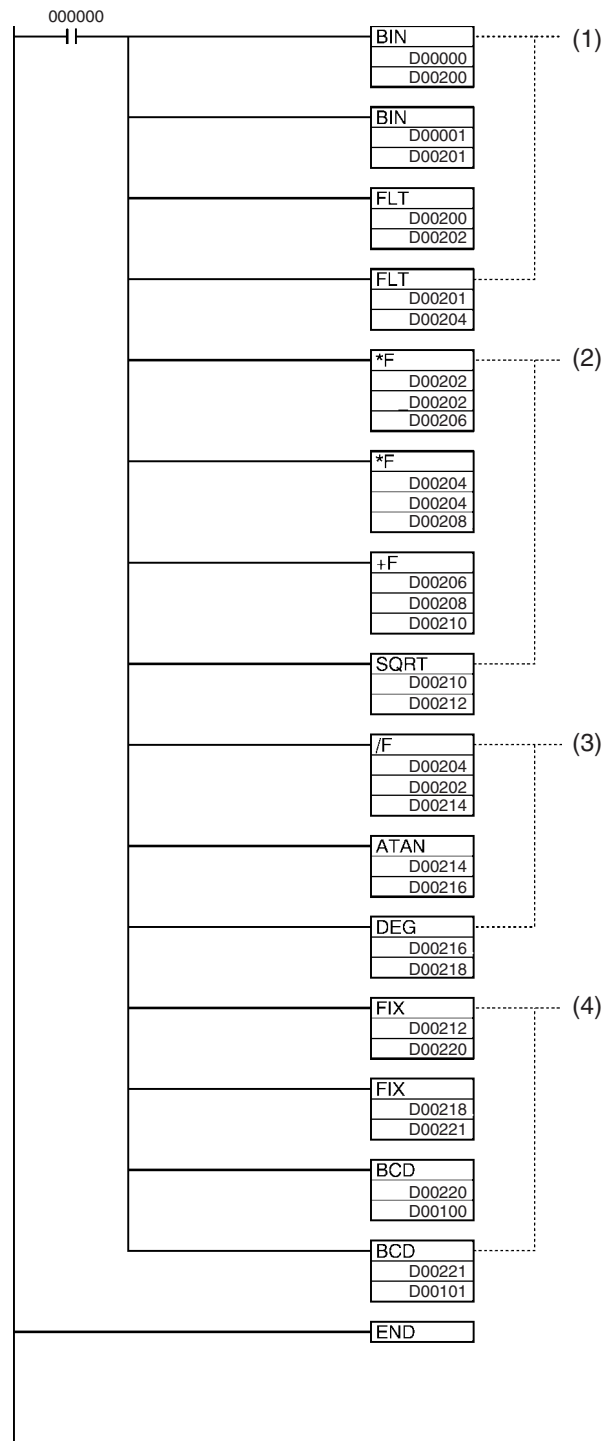 000000
BIN
(1)
D00000
D00200
BIN
D00001
D00201
FLT
D00200
D00202
FLT
D00201
D00204
*F
(2)
D00202
_D00202
D00206
*F
D00204
D00204
D00208
+F
D00206
D00208
D00210
SQRT
D00210
D00212
/F
(3)
D00204
D00202
D00214
ATAN
D00214
D00216
DEG
D00216
D00218
FIX
(4)
D00212
D00220
FIX
D00218
D00221
BCD
D00220
D00100
BCD
D00221
D00101
END